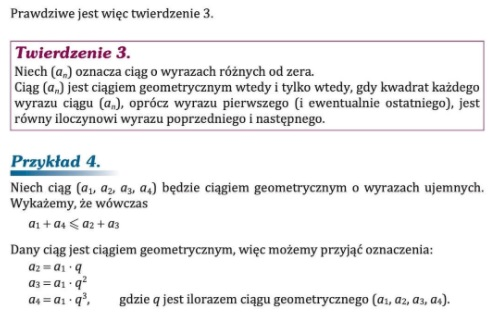 Prawdziwe jest więc twierdzenie 3.
Twierdzenie 3.
Niech (aₙ) oznacza ciąg o wyrazach różnych od zera.
Ciąg (aₙ) jest ciągiem geometrycznym wtedy i tylko wtedy, gdy kwadrat każdego
wyrazu ciągu (aₙ), oprócz wyrazu pierwszego (i ewentualnie ostatniego), jest
równy iloczynowi wyrazu poprzedniego i następnego.
Przykład 4.
Niech ciąg (a₁, a₂, a₃, a₄) będzie ciągiem geometrycznym o wyrazach ujemnych.
Wykażemy, że wówczas
a₁ + a₄ ⩽ a₂ + a₃
Dany ciąg jest ciągiem geometrycznym, więc możemy przyjąć oznaczenia:
a₂ = a₁ · q
a₃ = a₁ · q²
a₄ = a₁ · q³, gdzie q jest ilorazem ciągu geometrycznego (a₁, a₂, a₃, a₄).